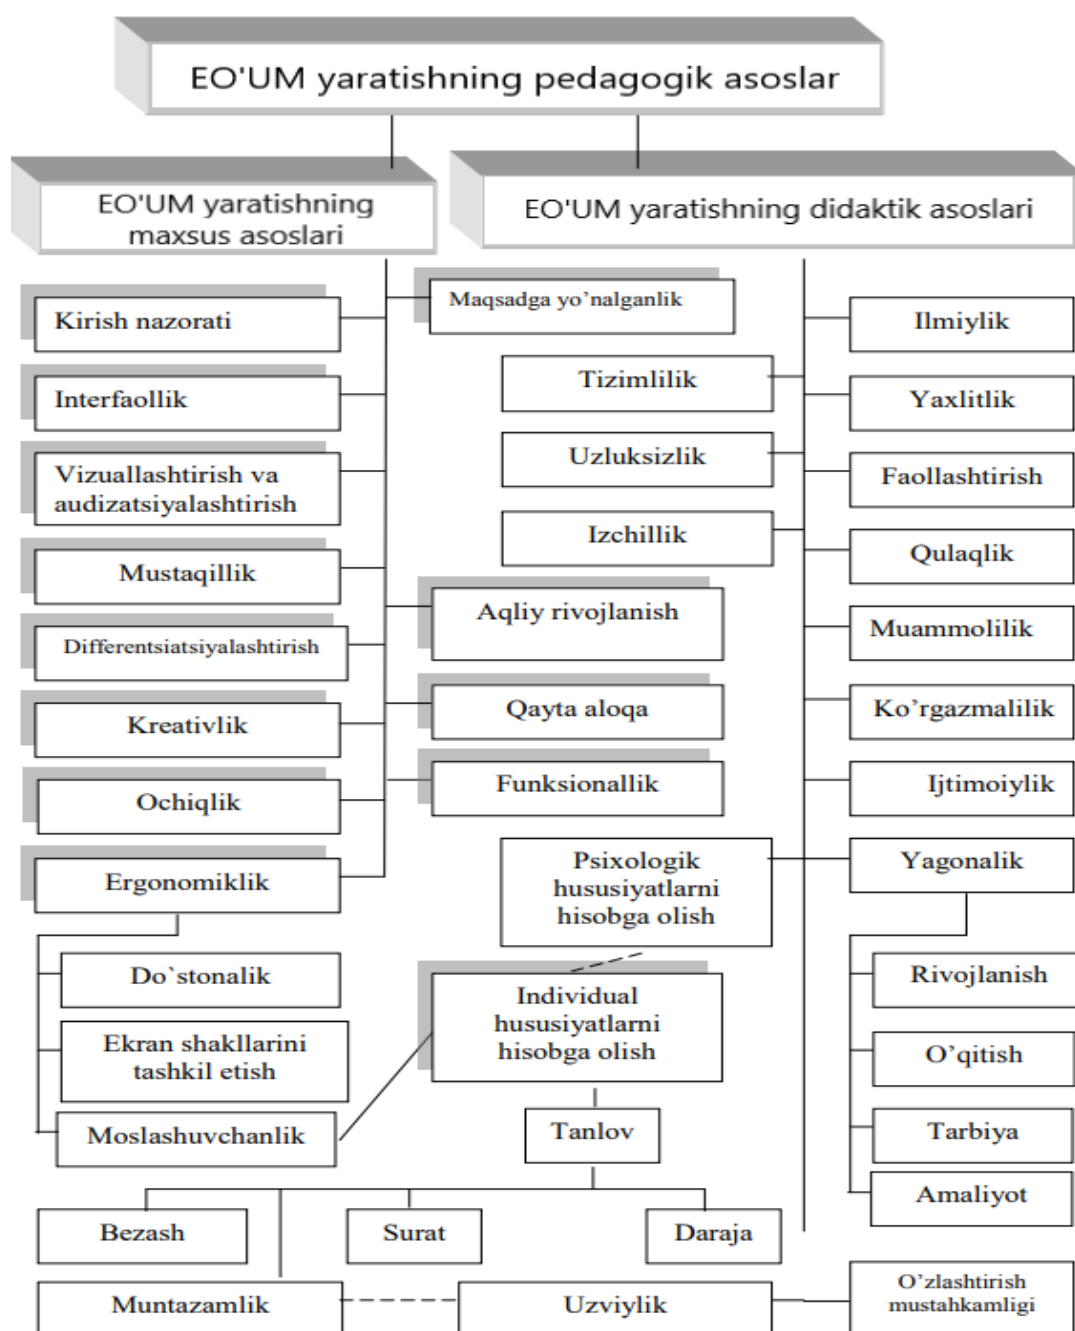 EO'UM yaratishning pedagogik asoslar
EO'UM yaratishning
maxsus asoslari
EO'UM yaratishning didaktik asoslari
Kirish nazorati
Interfaollik
Vizuallashtirish va
audizatsiyalashtirish
Mustaqillik
Differentsiatsiyalashtirish
Kreativlik
Ochiqlik
Ergonomiklik
Do`stonalik
Ekran shakllarini
tashkil etish
Moslashuvchanlik
Maqsadga yo’nalganlik
Tizimlilik
Uzluksizlik
Izchillik
Aqliy rivojlanish
Qayta aloqa
Funksionallik
Psixologik
hususiyatlarni
hisobga olish
Individual
hususiyatlarni
hisobga olish
Tanlov
Ilmiylik
Yaxlitlik
Faollashtirish
Qulaqlik
Muammolilik
Ko’rgazmalilik
Ijtimoiylik
Yagonalik
Rivojlanish
O’qitish
Tarbiya
Amaliyot
Bezash
Surat
Daraja
Muntazamlik
Uzviylik
O’zlashtirish
mustahkamligi